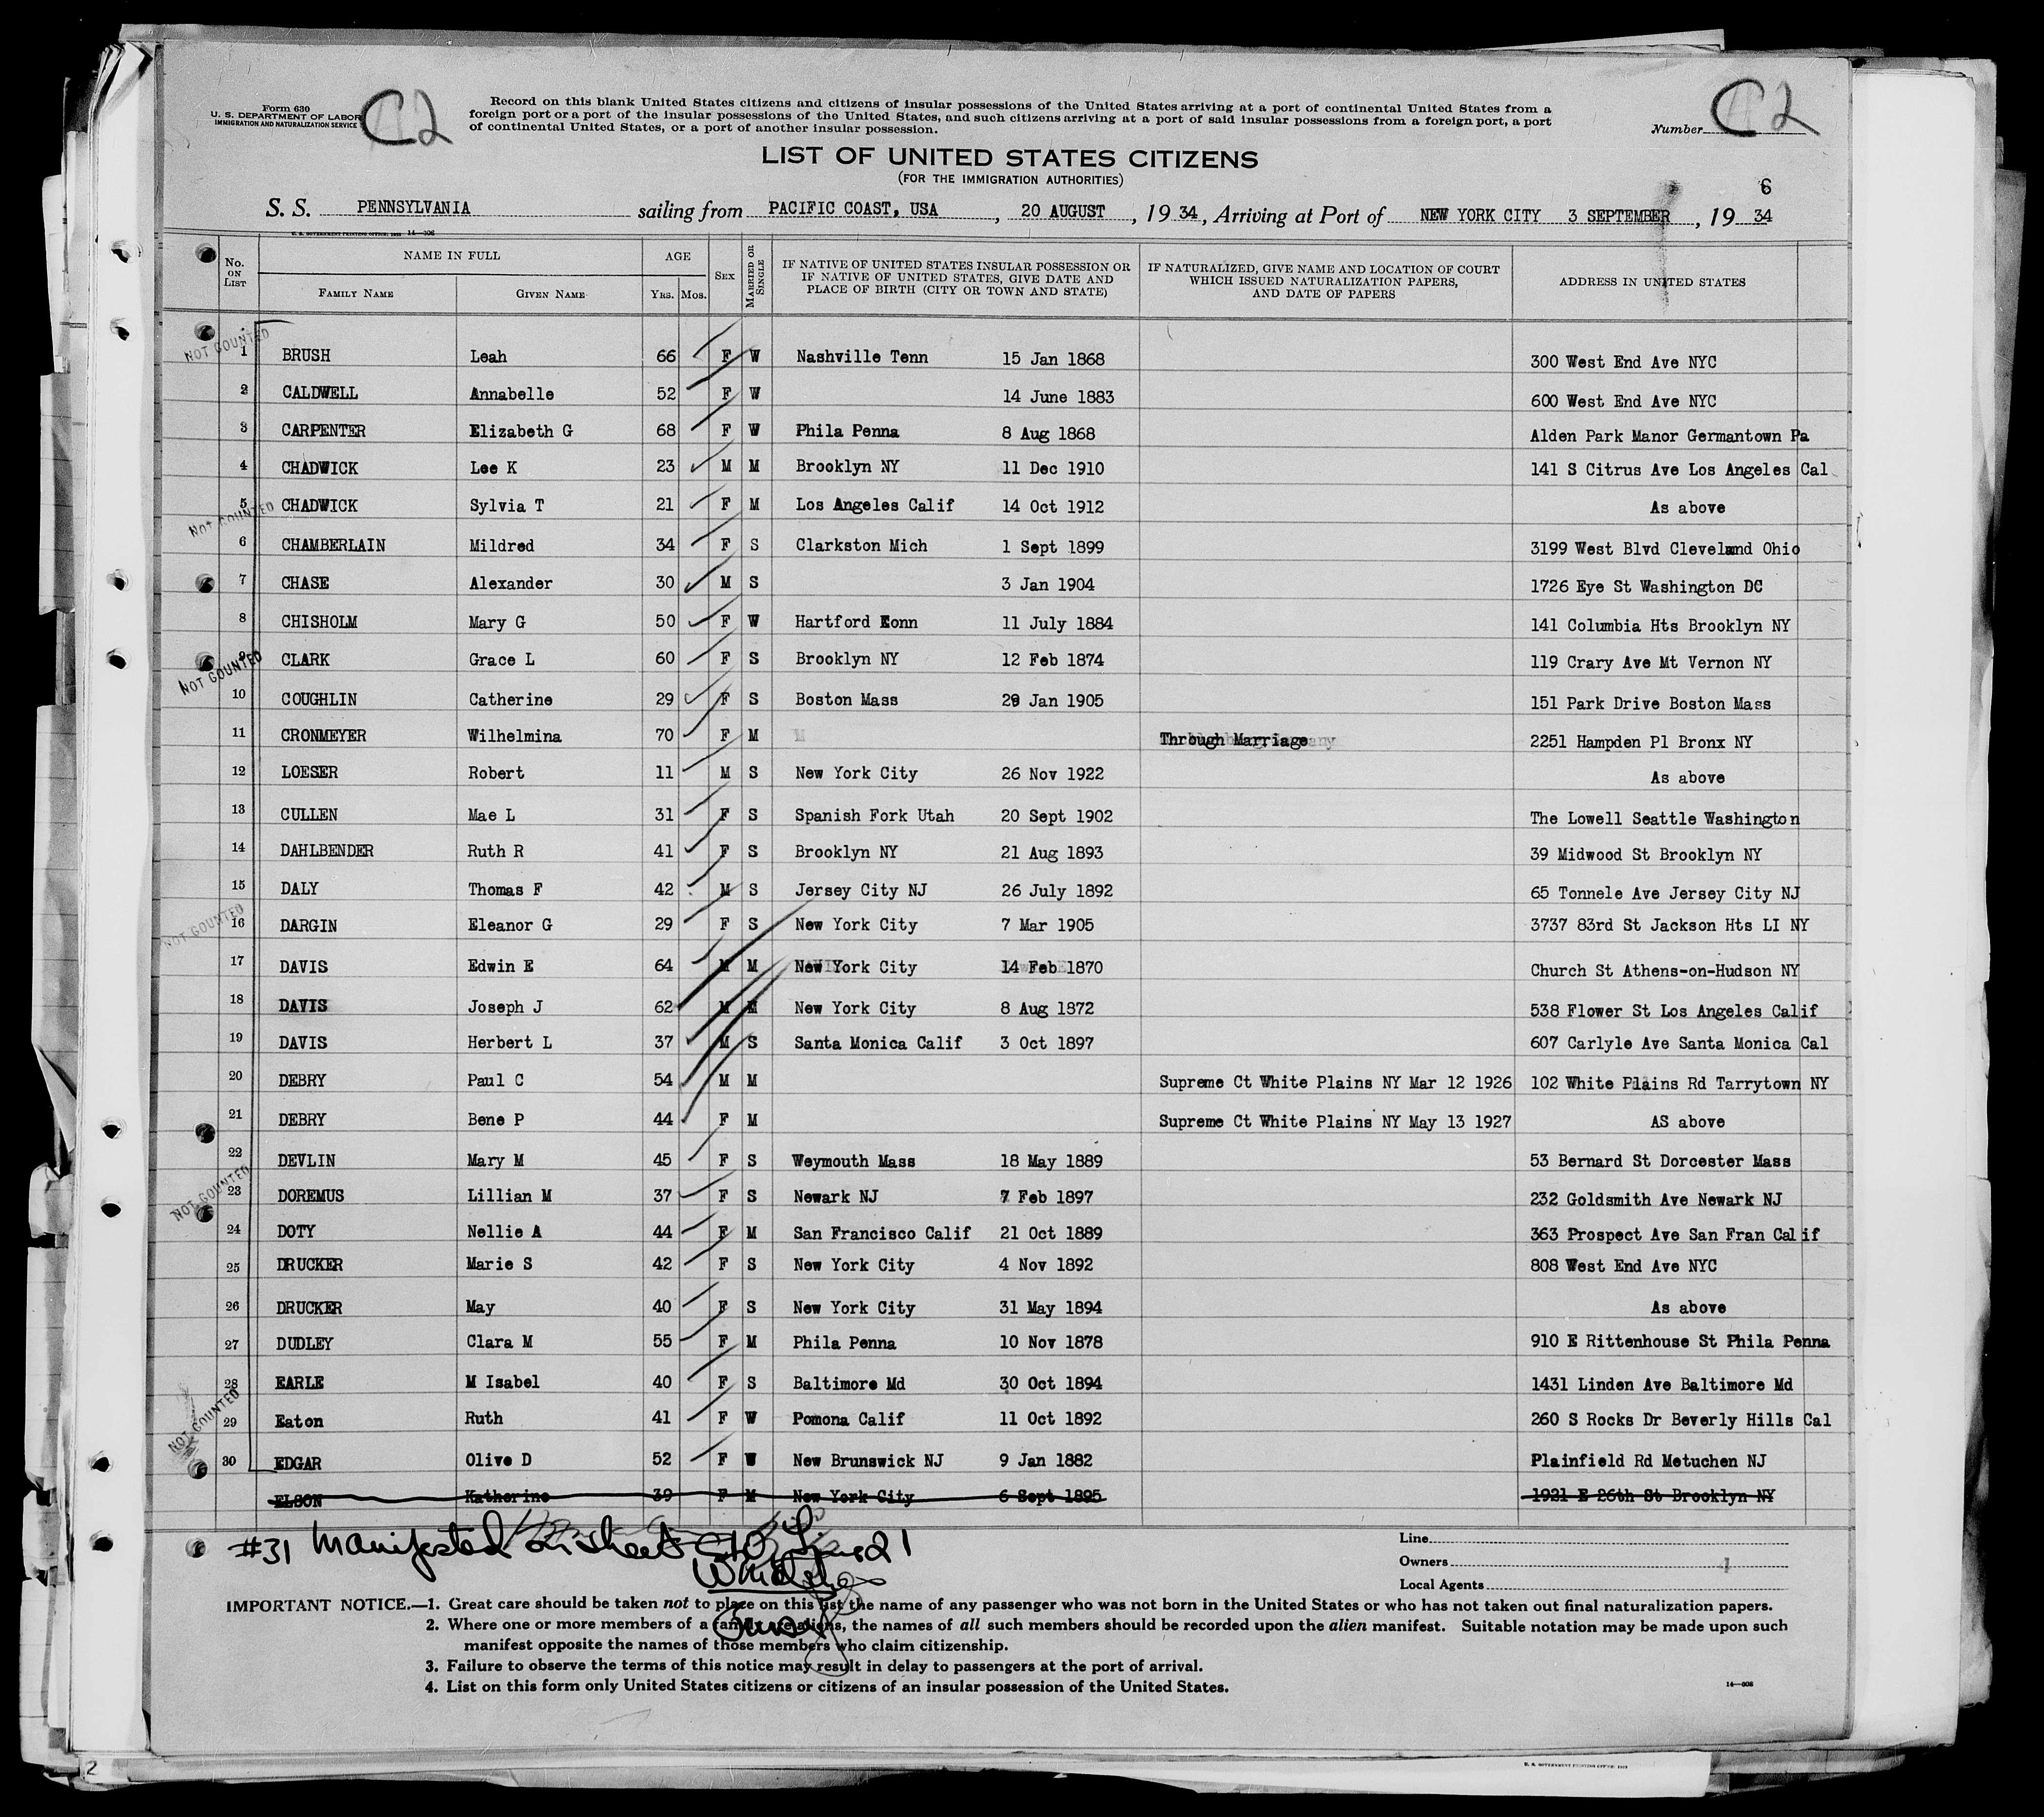 Form 630
U. S. DEPARTMENT OF LABOR
IMMIGRATION AND NATURALIZATION SERVICE
C2
Record on this blank United States citizens and citizens of insular possessions of the United States arriving at a port of continental United States from a
foreign port or a port of the insular possessions of the United States, and such citizens arriving at a port of said insular possessions from a foreign port, a port
of continental United States, or a port of another insular possession.
Number C2
LIST OF UNITED STATES CITIZENS
(FOR THE IMMIGRATION AUTHORITIES)
6
S. S. PENNSYLVANIA sailing from PACIFIC COAST, USA, 20 AUGUST, 1934, Arriving at Port of NEW YORK CITY 3 SEPTEMBER, 1934
U. S. GOVERNMENT PRINTING OFFICE: 1933 14—608
No. ON LIST NAME IN FULL AGE SEX MARRIED OR SINGLE IF NATIVE OF UNITED STATES INSULAR POSSESSION OR IF NATIVE OF UNITED STATES, GIVE DATE AND PLACE OF BIRTH (CITY OR TOWN AND STATE) IF NATURALIZED, GIVE NAME AND LOCATION OF COURT WHICH ISSUED NATURALIZATION PAPERS, AND DATE OF PAPERS ADDRESS IN UNITED STATES
FAMILY NAME GIVEN NAME YRS. MOS.
NOT COUNTED
1 BRUSH Leah 66 F W Nashville Tenn 15 Jan 1868 300 West End Ave NYC
2 CALDWELL Annabelle 52 F W 14 June 1883 600 West End Ave NYC
3 CARPENTER Elizabeth G 68 F W Phila Penna 8 Aug 1868 Alden Park Manor Germantown Pa
4 CHADWICK Lee K 23 M M Brooklyn NY 11 Dec 1910 141 S Citrus Ave Los Angeles Cal
5 CHADWICK Sylvia T 21 F M Los Angeles Calif 14 Oct 1912 As above
NOT COUNTED
6 CHAMBERLAIN Mildred 34 F S Clarkston Mich 1 Sept 1899 3199 West Blvd Cleveland Ohio
7 CHASE Alexander 30 M S 3 Jan 1904 1726 Eye St Washington DC
8 CHISHOLM Mary G 50 F W Hartford Conn 11 July 1884 141 Columbia Hts Brooklyn NY
9 CLARK Grace L 60 F S Brooklyn NY 12 Feb 1874 119 Crary Ave Mt Vernon NY
NOT COUNTED
10 COUGHLIN Catherine 29 F S Boston Mass 29 Jan 1905 151 Park Drive Boston Mass
11 CRONMEYER Wilhelmina 70 F M Through Marriage 2251 Hampden Pl Bronx NY
12 LOESER Robert 11 M S New York City 26 Nov 1922 As above
13 CULLEN Mae L 31 F S Spanish Fork Utah 20 Sept 1902 The Lowell Seattle Washington
14 DAHLBENDER Ruth R 41 F S Brooklyn NY 21 Aug 1893 39 Midwood St Brooklyn NY
15 DALY Thomas F 42 M S Jersey City NJ 26 July 1892 65 Tonnele Ave Jersey City NJ
NOT COUNTED
16 DARGIN Eleanor G 29 F S New York City 7 Mar 1905 3737 83rd St Jackson Hts LI NY
17 DAVIS Edwin E 64 M M New York City 14 Feb 1870 Church St Athens-on-Hudson NY
18 DAVIS Joseph J 62 M M New York City 8 Aug 1872 538 Flower St Los Angeles Calif
19 DAVIS Herbert L 37 M S Santa Monica Calif 3 Oct 1897 607 Carlyle Ave Santa Monica Cal
20 DEBRY Paul C 54 M M Supreme Ct White Plains NY Mar 12 1926 102 White Plains Rd Tarrytown NY
21 DEBRY Bene P 44 F M Supreme Ct White Plains NY May 13 1927 AS above
22 DEVLIN Mary M 45 F S Weymouth Mass 18 May 1889 53 Bernard St Dorcester Mass
NOT COUNTED
23 DOREMUS Lillian M 37 F S Newark NJ 7 Feb 1897 232 Goldsmith Ave Newark NJ
24 DOTY Nellie A 44 F M San Francisco Calif 21 Oct 1889 363 Prospect Ave San Fran Calif
25 DRUCKER Marie S 42 F S New York City 4 Nov 1892 808 West End Ave NYC
26 DRUCKER May 40 F S New York City 31 May 1894 As above
27 DUDLEY Clara M 55 F M Phila Penna 10 Nov 1878 910 E Rittenhouse St Phila Penna
28 EARLE M Isabel 40 F S Baltimore Md 30 Oct 1894 1431 Linden Ave Baltimore Md
NOT COUNTED
29 Eaton Ruth 41 F W Pomona Calif 11 Oct 1892 260 S Rocks Dr Beverly Hills Cal
30 EDGAR Olive D 52 F W New Brunswick NJ 9 Jan 1882 Plainfield Rd Metuchen NJ
ELSON Katherine 39 F M New York City 6 Sept 1895 1921 E 26th St Brooklyn NY
#31 Manifested on sheet C10 Line 21
Line
Owners
Local Agents
IMPORTANT NOTICE.—1. Great care should be taken not to place on this list the name of any passenger who was not born in the United States or who has not taken out final naturalization papers.
2. Where one or more members of a family are aliens, the names of all such members should be recorded upon the alien manifest. Suitable notation may be made upon such
manifest opposite the names of those members who claim citizenship.
3. Failure to observe the terms of this notice may result in delay to passengers at the port of arrival.
4. List on this form only United States citizens or citizens of an insular possession of the United States.
14—608
2